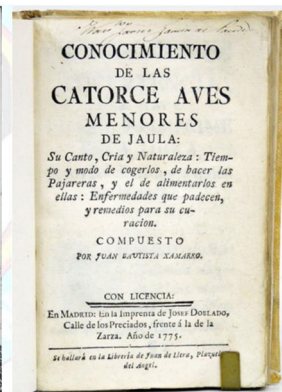 CONOCIMIENTO
DE LAS
CATORCE AVES
MENORES
DE JAULA:
Su Canto, Cria y Naturaleza: Tiem-
po y modo de cogerlos, de hacer las
Pajareras, y el de alimentarlos en
ellas: Enfermedades que padecen,
y remedios para su cu-
racion.
COMPUESTO
POR JUAN BAUTISTA XAMARRO.
CON LICENCIA:
En MADRID: En la Imprenta de JOSEF DOBLADO,
Calle de los Preciados, frente á la de la
Zarza. Año de 1775.
Se hallará en la Libreria de Juan de Llera, Plazuela
del Angel.